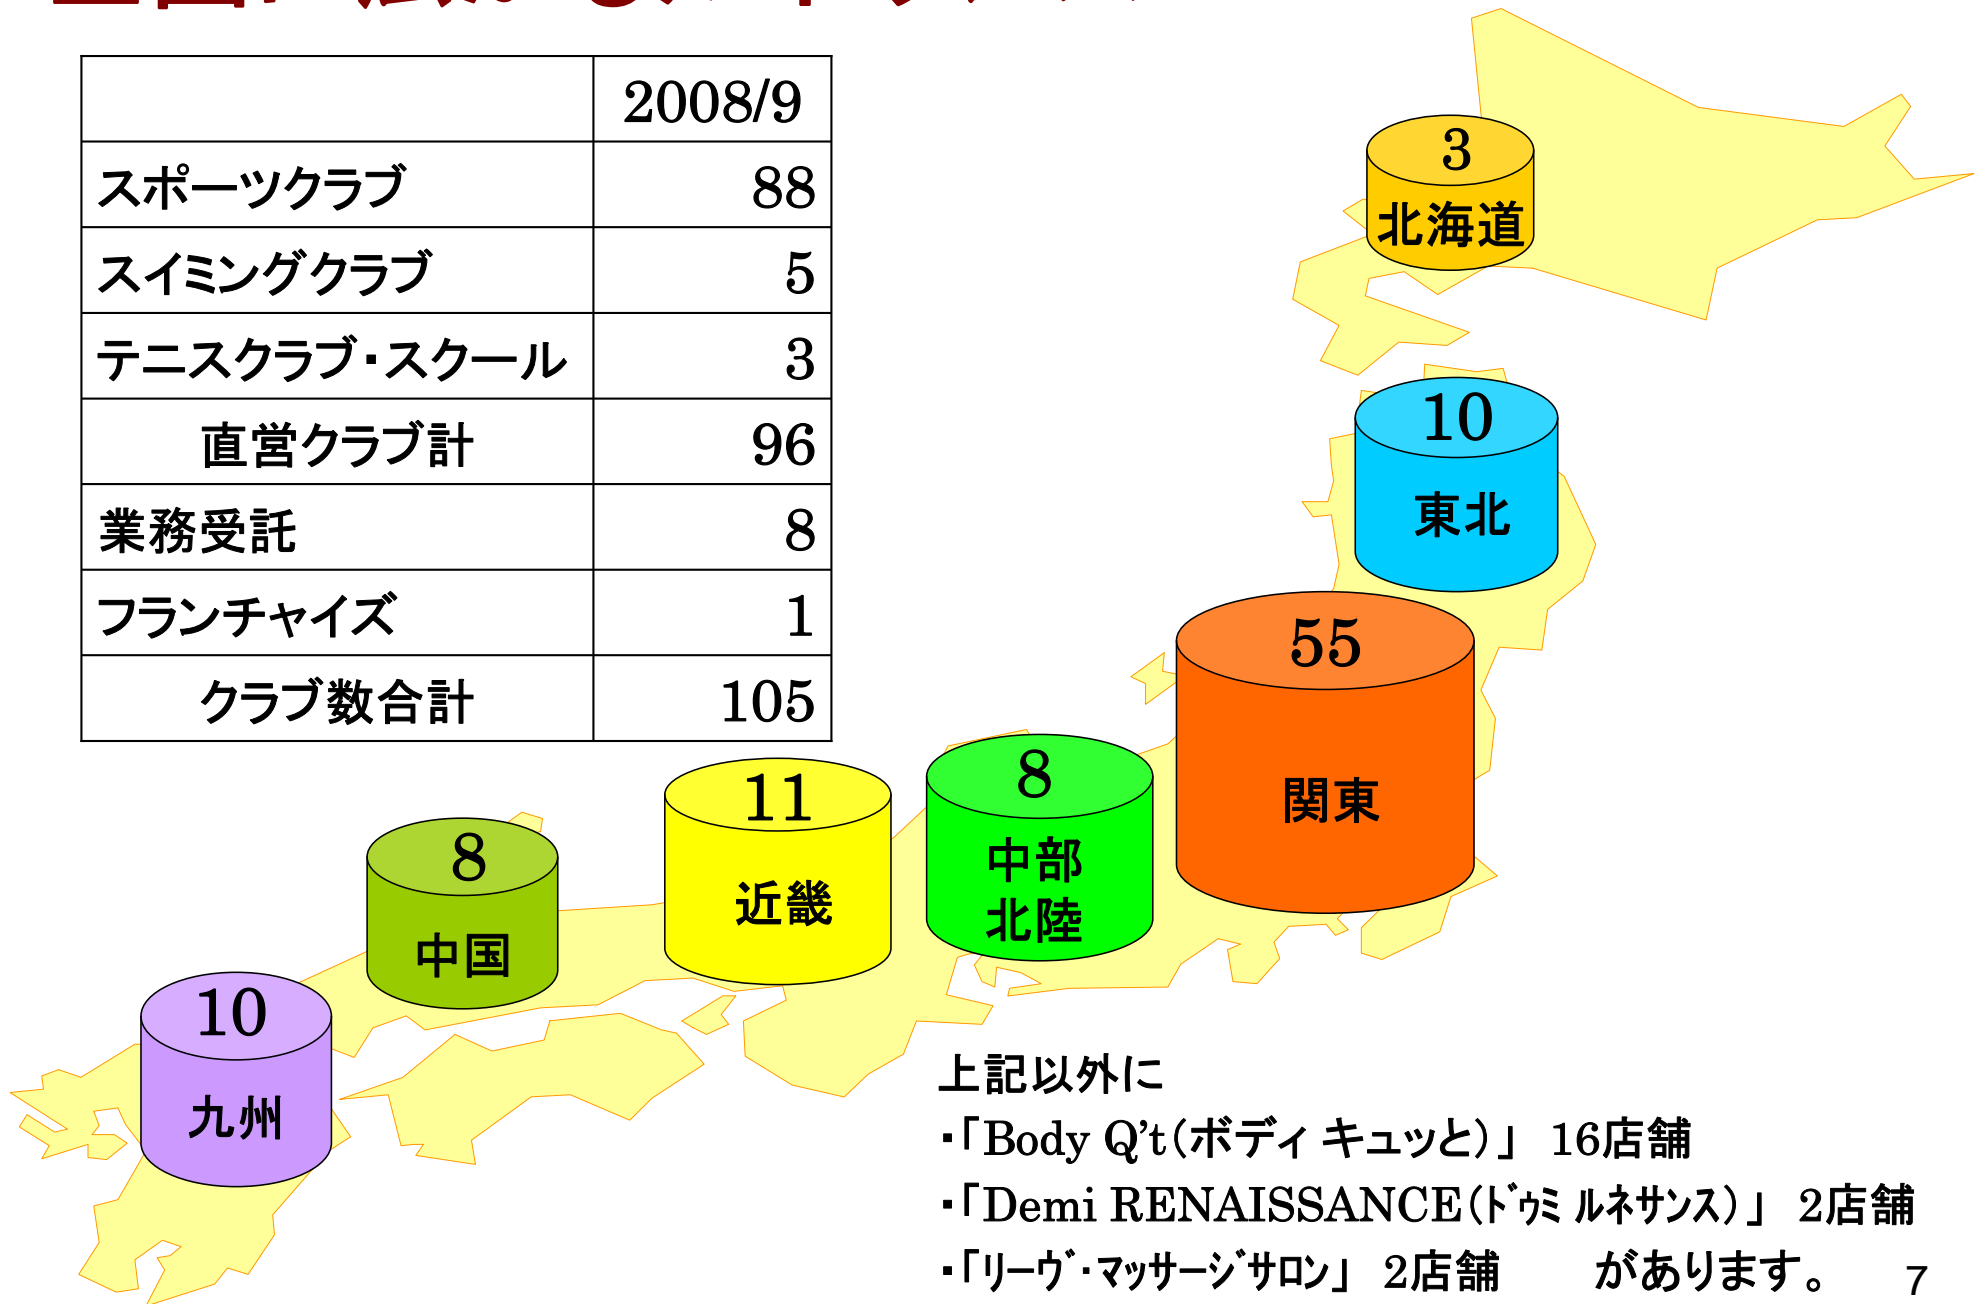 2008/9
スポーツクラブ 88
スイミングクラブ 5
テニスクラブ・スクール 3
直営クラブ計 96
業務受託 8
フランチャイズ 1
クラブ数合計 105
3
北海道
10
東北
55
関東
8
中部
北陸
11
近畿
8
中国
10
九州
上記以外に
・「Body Q’t(ボディ キュッと)」 16店舗
・「Demi RENAISSANCE(ドゥミ ルネサンス)」 2店舗
・「リーヴ・マッサージサロン」 2店舗 があります。
7